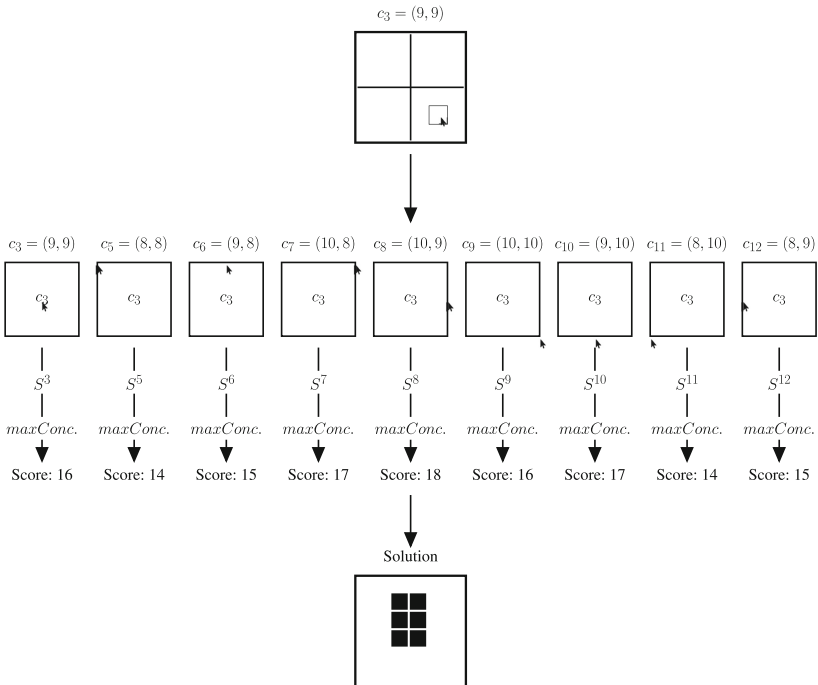 c₃ = (9, 9)
c₃ = (9, 9) c₅ = (8, 8) c₆ = (9, 8) c₇ = (10, 8) c₈ = (10, 9) c₉ = (10, 10) c₁₀ = (9, 10) c₁₁ = (8, 10) c₁₂ = (8, 9)
c₃ c₃ c₃ c₃ c₃ c₃ c₃ c₃ c₃
S³ S⁵ S⁶ S⁷ S⁸ S⁹ S¹⁰ S¹¹ S¹²
maxConc. maxConc. maxConc. maxConc. maxConc. maxConc. maxConc. maxConc. maxConc.
Score: 16 Score: 14 Score: 15 Score: 17 Score: 18 Score: 16 Score: 17 Score: 14 Score: 15
Solution